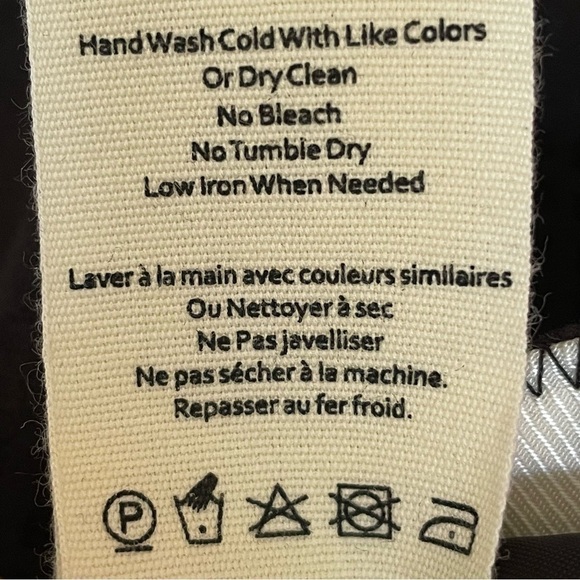 Hand Wash Cold With Like Colors
Or Dry Clean
No Bleach
No Tumble Dry
Low Iron When Needed
Laver à la main avec couleurs similaires
Ou Nettoyer à sec
Ne Pas javelliser
Ne pas sécher à la machine.
Repasser au fer froid.
P